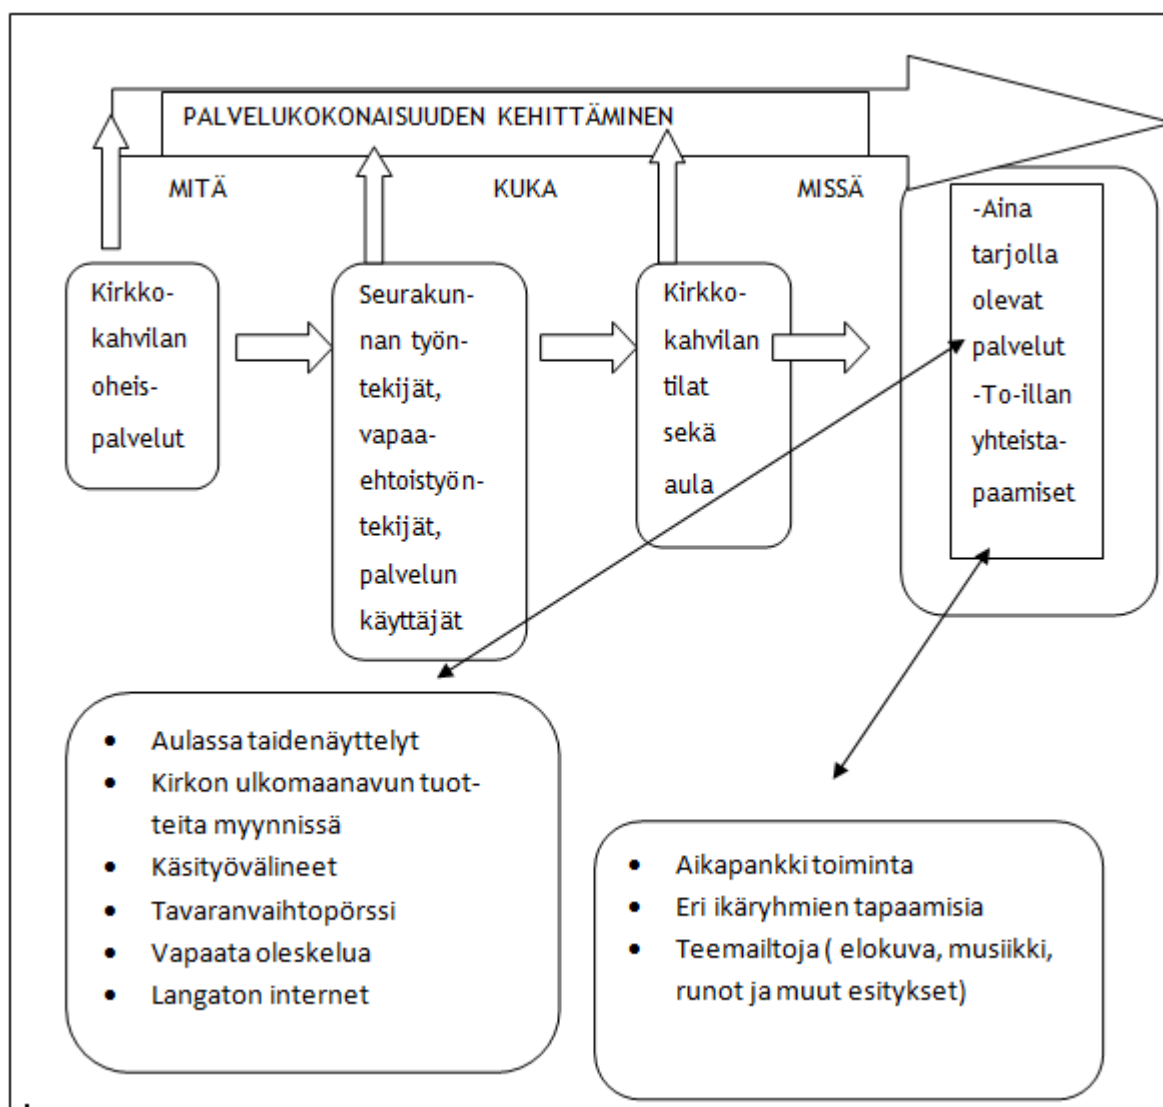 PALVELUKOKONAISUUDEN KEHITTÄMINEN
MITÄ KUKA MISSÄ
Kirkko-
kahvilan
oheis-
palvelut
Seurakun-
nan työn-
tekijät,
vapaa-
ehtoistyön-
tekijät,
palvelun
käyttäjät
Kirkko-
kahvilan
tilat
sekä
aula
-Aina
tarjolla
olevat
palvelut
-To-illan
yhteista-
paamiset
• Aulassa taidenäyttelyt
• Kirkon ulkomaanavun tuot-
teita myynnissä
• Käsityövälineet
• Tavaranvaihtopörssi
• Vapaata oleskelua
• Langaton internet
• Aikapankki toiminta
• Eri ikäryhmien tapaamisia
• Teemailtoja ( elokuva, musiikki,
runot ja muut esitykset)